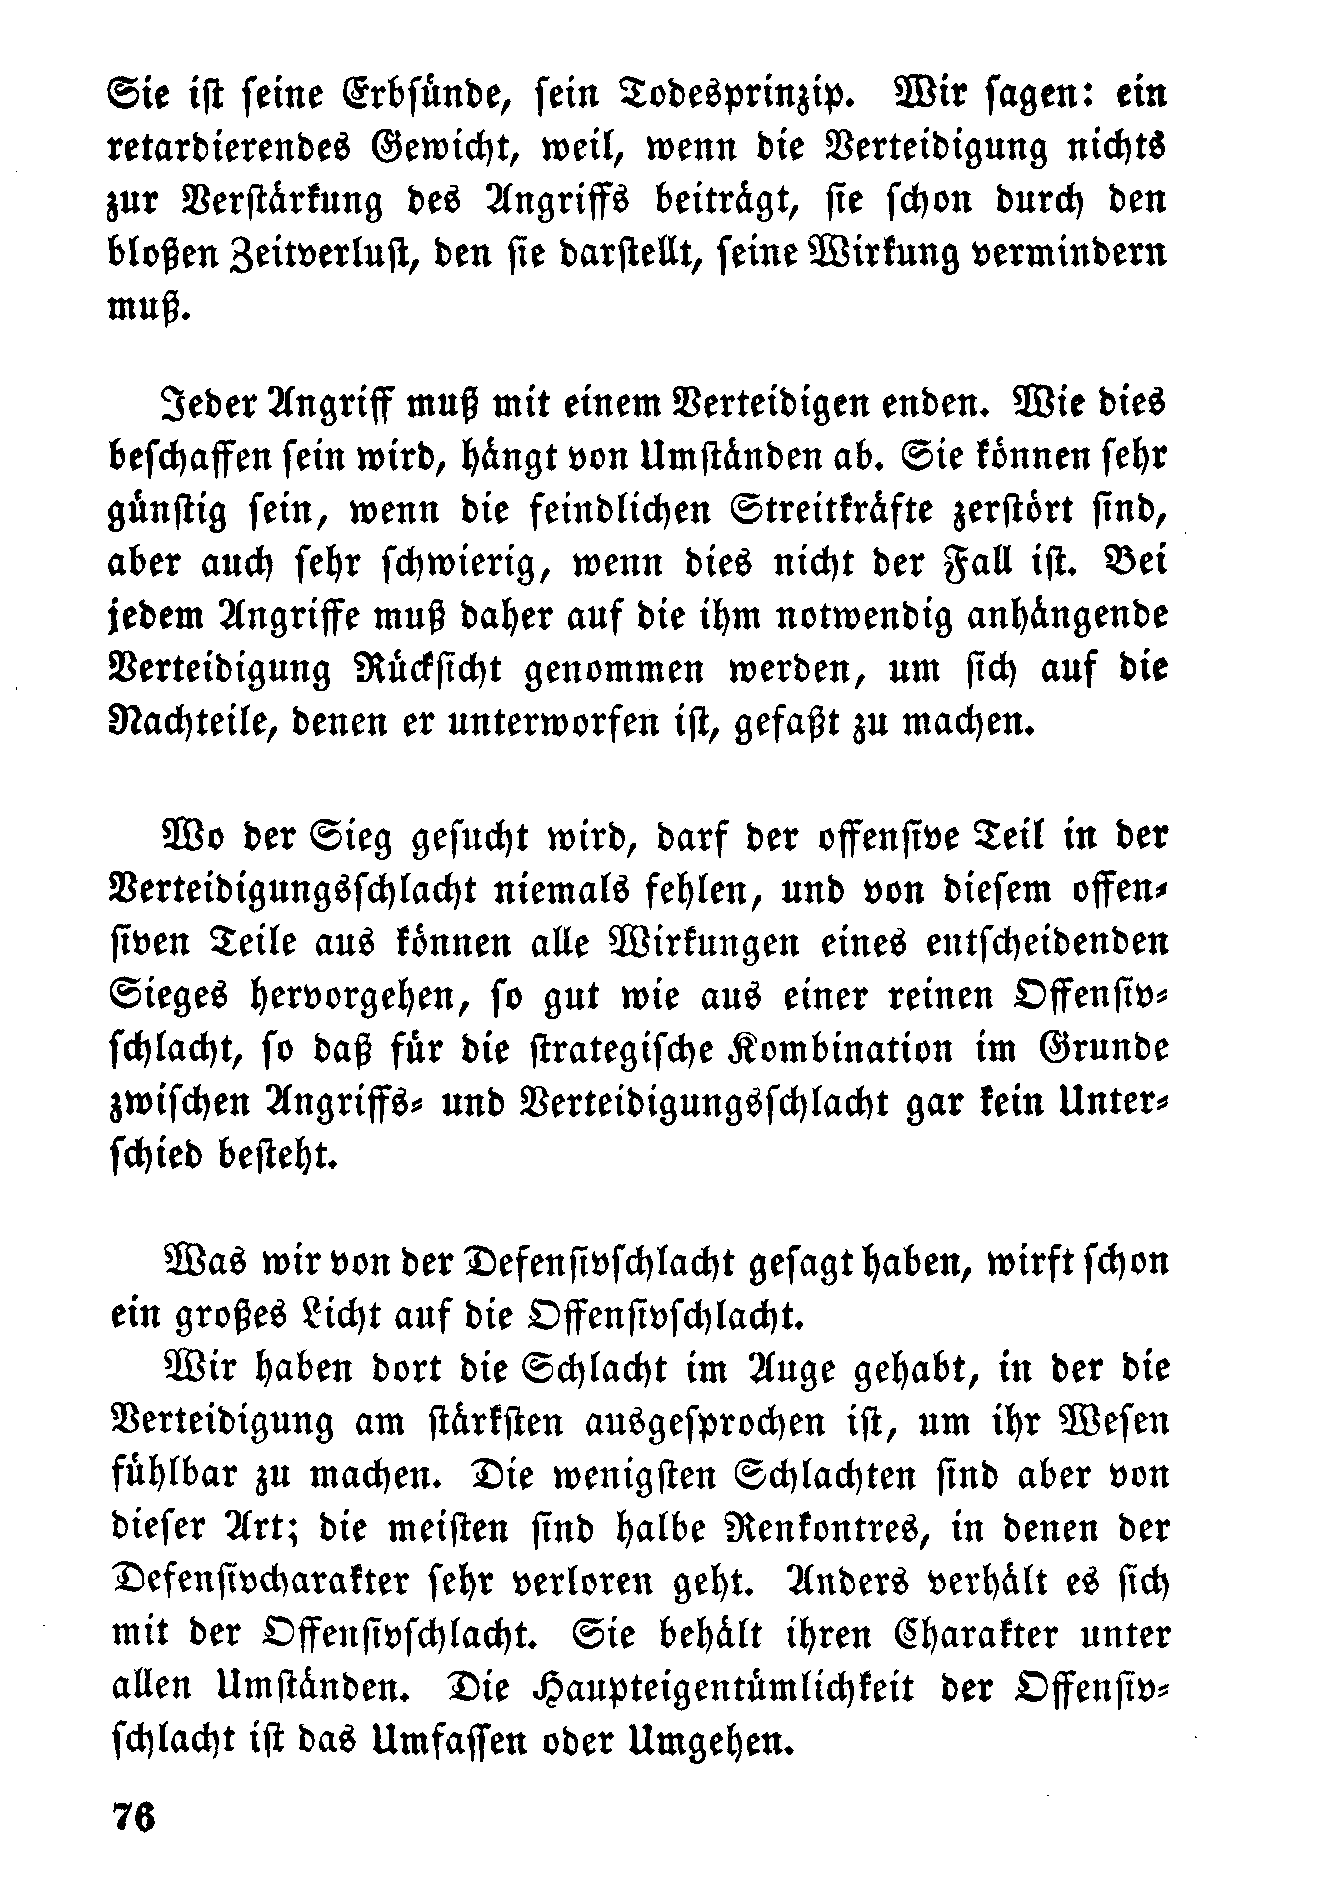 Sie ist seine Erbsünde, sein Todesprinzip. Wir sagen: ein
retardierendes Gewicht, weil, wenn die Verteidigung nichts
zur Verstärkung des Angriffs beiträgt, sie schon durch den
bloßen Zeitverlust, den sie darstellt, seine Wirkung vermindern
muß.

Jeder Angriff muß mit einem Verteidigen enden. Wie dies
beschaffen sein wird, hängt von Umständen ab. Sie können sehr
günstig sein, wenn die feindlichen Streitkräfte zerstört sind,
aber auch sehr schwierig, wenn dies nicht der Fall ist. Bei
jedem Angriffe muß daher auf die ihm notwendig anhängende
Verteidigung Rücksicht genommen werden, um sich auf die
Nachteile, denen er unterworfen ist, gefaßt zu machen.

Wo der Sieg gesucht wird, darf der offensive Teil in der
Verteidigungsschlacht niemals fehlen, und von diesem offen-
siven Teile aus können alle Wirkungen eines entscheidenden
Sieges hervorgehen, so gut wie aus einer reinen Offensiv-
schlacht, so daß für die strategische Kombination im Grunde
zwischen Angriffs- und Verteidigungsschlacht gar kein Unter-
schied besteht.

Was wir von der Defensivschlacht gesagt haben, wirft schon
ein großes Licht auf die Offensivschlacht.
Wir haben dort die Schlacht im Auge gehabt, in der die
Verteidigung am stärksten ausgesprochen ist, um ihr Wesen
fühlbar zu machen. Die wenigsten Schlachten sind aber von
dieser Art; die meisten sind halbe Renkontres, in denen der
Defensivcharakter sehr verloren geht. Anders verhält es sich
mit der Offensivschlacht. Sie behält ihren Charakter unter
allen Umständen. Die Haupteigentümlichkeit der Offensiv-
schlacht ist das Umfassen oder Umgehen.

76